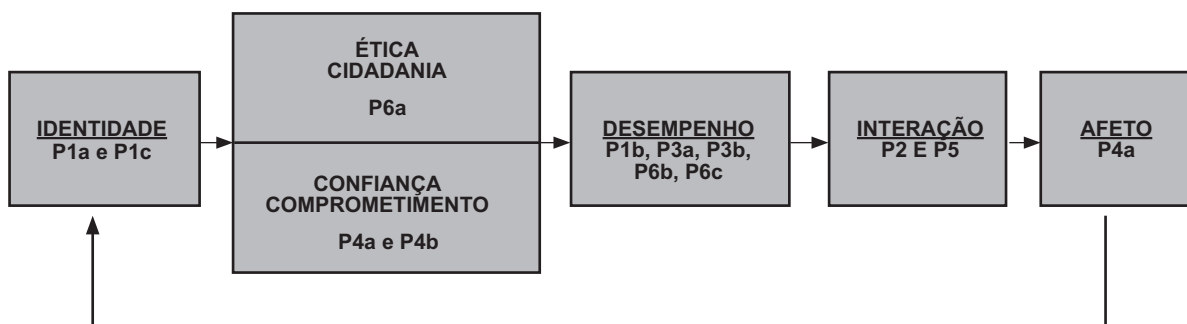 IDENTIDADE
P1a e P1c
ÉTICA
CIDADANIA
P6a
CONFIANÇA
COMPROMETIMENTO
P4a e P4b
DESEMPENHO
P1b, P3a, P3b,
P6b, P6c
INTERAÇÃO
P2 E P5
AFETO
P4a